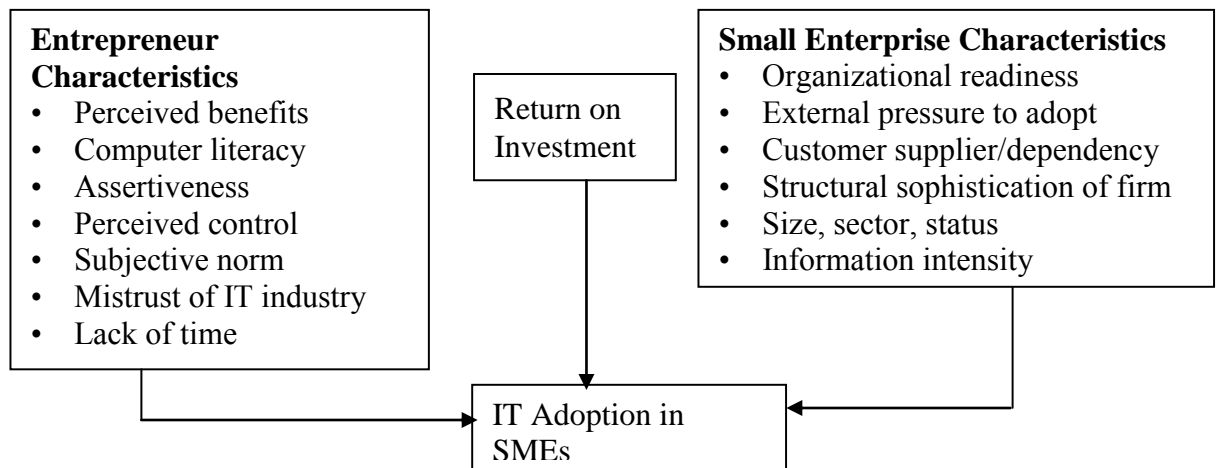 Entrepreneur
Characteristics
• Perceived benefits
• Computer literacy
• Assertiveness
• Perceived control
• Subjective norm
• Mistrust of IT industry
• Lack of time
Return on
Investment
Small Enterprise Characteristics
• Organizational readiness
• External pressure to adopt
• Customer supplier/dependency
• Structural sophistication of firm
• Size, sector, status
• Information intensity
IT Adoption in
SMEs